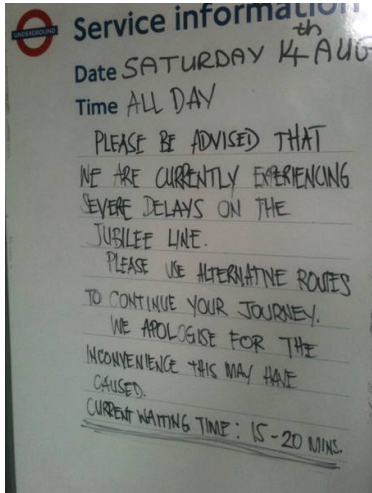 UNDERGROUND
Service information
Date SATURDAY 14th AUG
Time ALL DAY
PLEASE BE ADVISED THAT
WE ARE CURRENTLY EXPERIENCING
SEVERE DELAYS ON THE
JUBILEE LINE.
PLEASE USE ALTERNATIVE ROUTES
TO CONTINUE YOUR JOURNEY.
WE APOLOGISE FOR THE
INCONVENIENCE THIS MAY HAVE
CAUSED.
CURRENT WAITING TIME: 15-20 MINS.